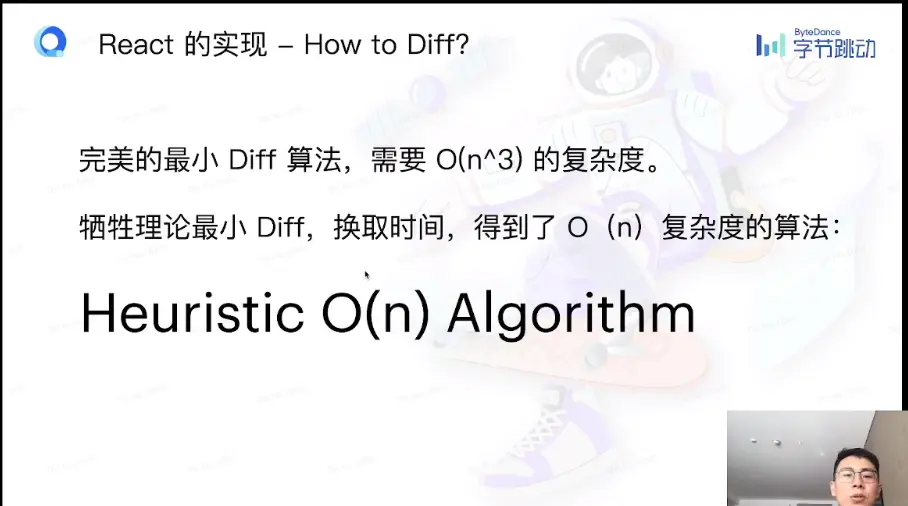 React 的实现 – How to Diff?
ByteDance
字节跳动
完美的最小 Diff 算法，需要 O(n^3) 的复杂度。
牺牲理论最小 Diff，换取时间，得到了 O（n）复杂度的算法：
Heuristic O(n) Algorithm